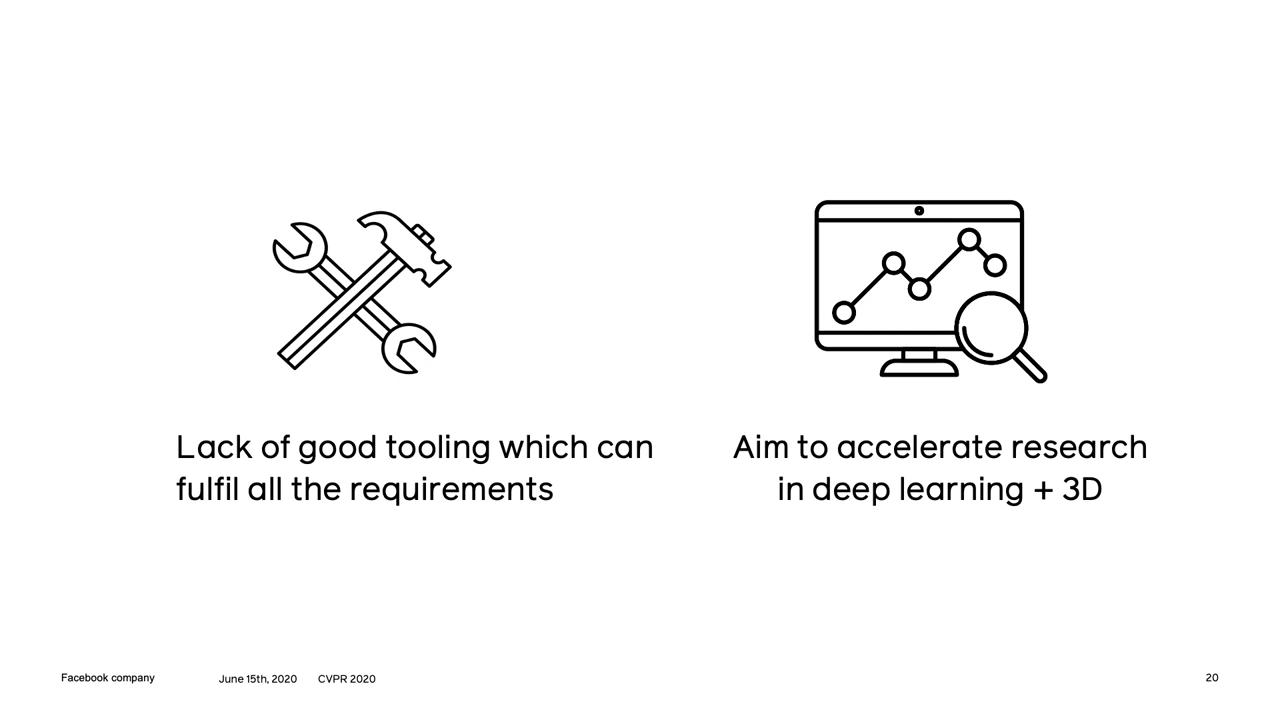 Lack of good tooling which can
fulfil all the requirements
Aim to accelerate research
in deep learning + 3D
Facebook company
June 15th, 2020
CVPR 2020
20